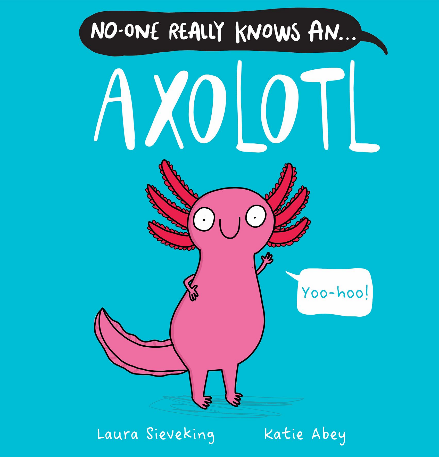 NO-ONE REALLY KNOWS AN...
AXOLOTL
Yoo-hoo!
Laura Sieveking Katie Abey